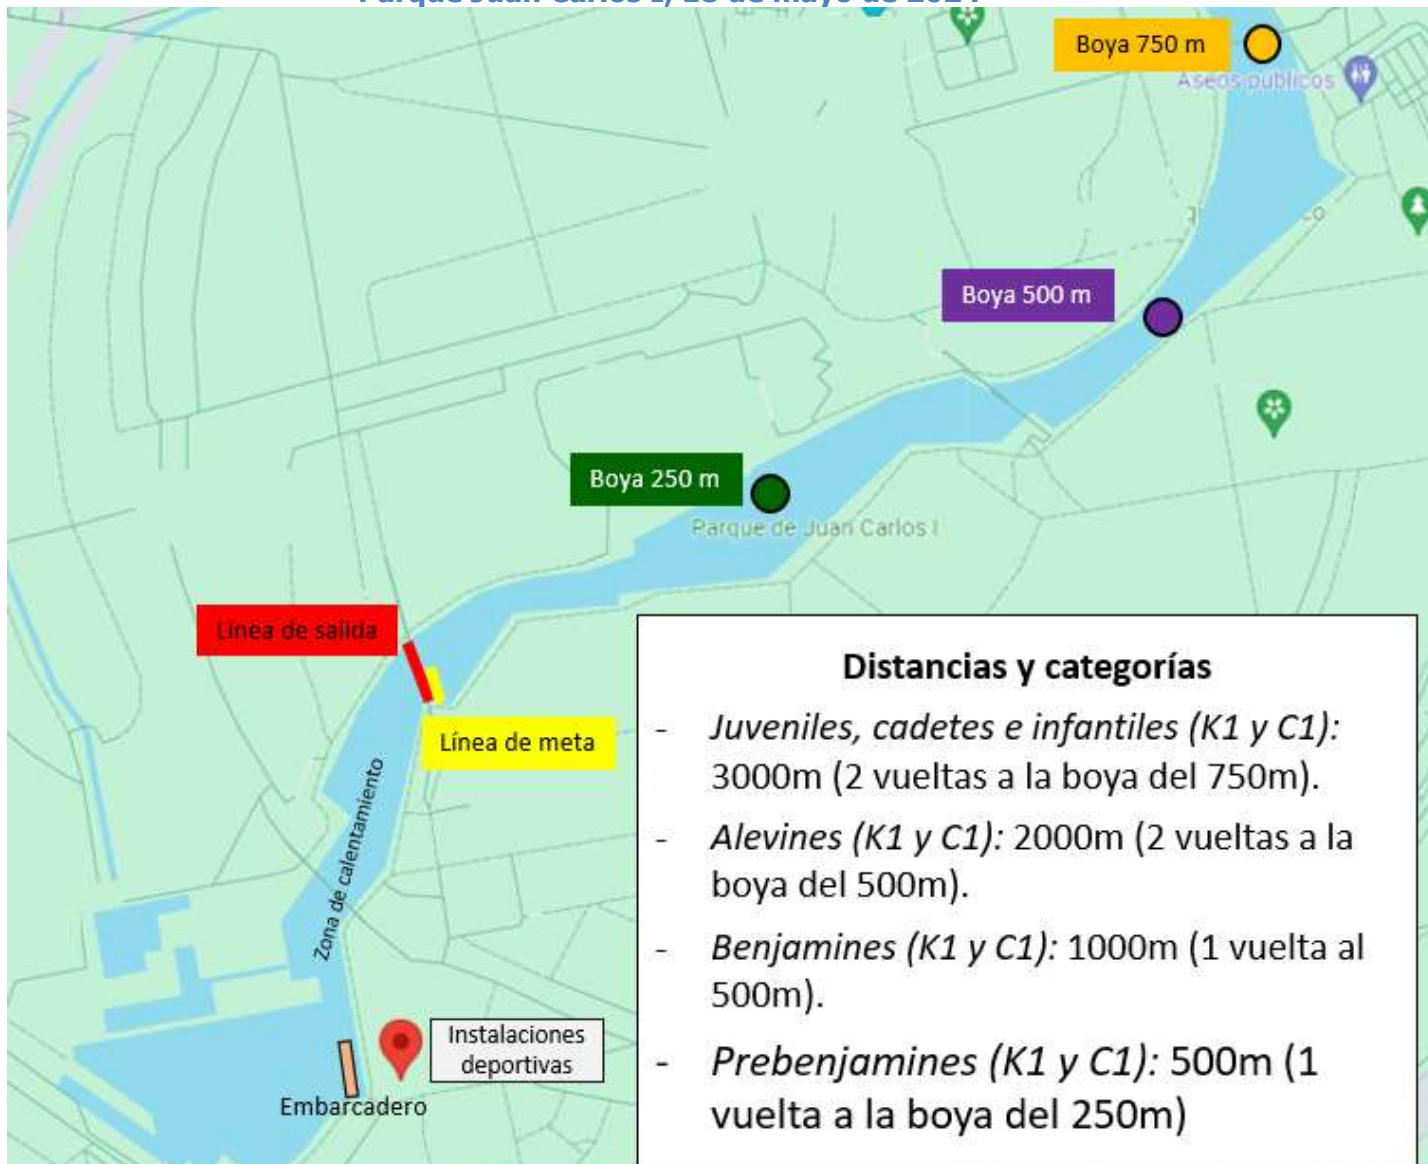 Boya 750 m
Aseos públicos
Boya 500 m
Boya 250 m
Parque de Juan Carlos I
Línea de salida
Línea de meta
Zona de calentamiento
Instalaciones
deportivas
Embarcadero
Distancias y categorías
- Juveniles, cadetes e infantiles (K1 y C1):
3000m (2 vueltas a la boya del 750m).
- Alevines (K1 y C1): 2000m (2 vueltas a la
boya del 500m).
- Benjamines (K1 y C1): 1000m (1 vuelta al
500m).
- Prebenjamines (K1 y C1): 500m (1
vuelta a la boya del 250m)